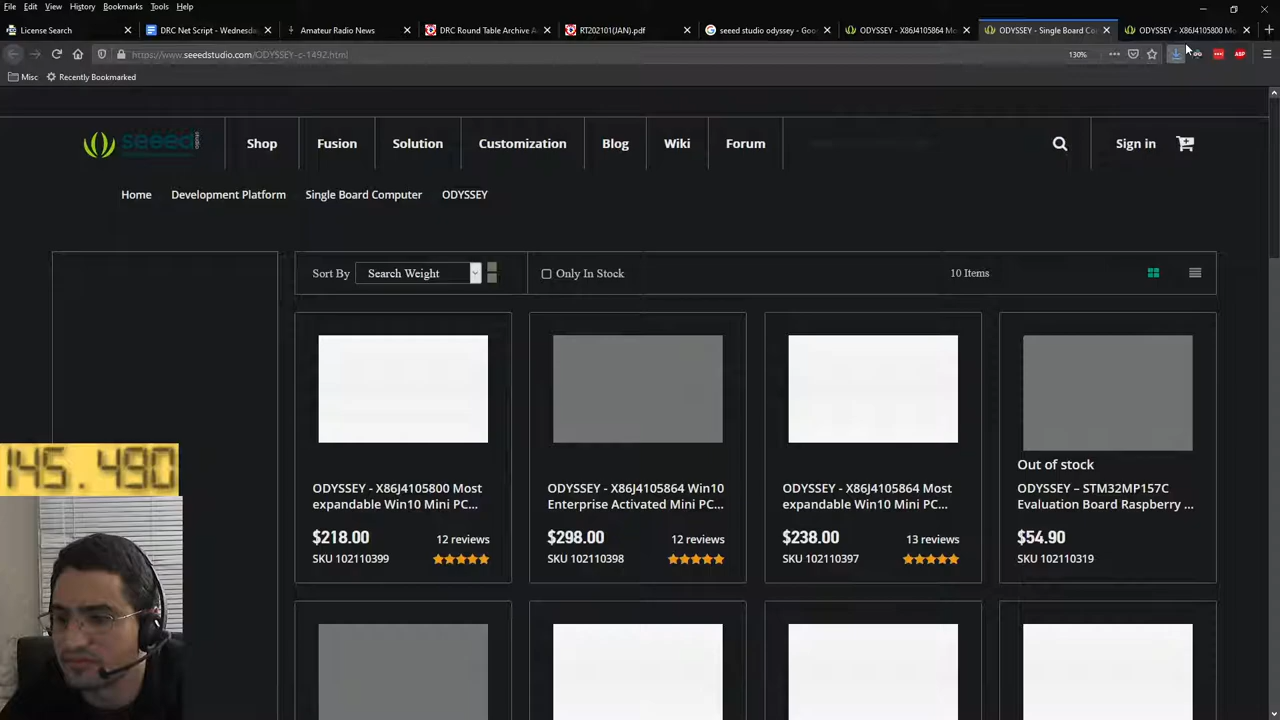 File Edit View History Bookmarks Tools Help
License Search
DRC Net Script - Wednesda
Amateur Radio News
DRC Round Table Archive A
RT202101(JAN).pdf
seeed studio odyssey - Goo
ODYSSEY - X86J4105864 Mo
ODYSSEY - Single Board Co
ODYSSEY - X86J4105800 Mo
https://www.seeedstudio.com/ODYSSEY-c-1492.html
130%
ABP
Misc
Recently Bookmarked
seeed studio
Shop
Fusion
Solution
Customization
Blog
Wiki
Forum
Sign in
Home
Development Platform
Single Board Computer
ODYSSEY
Sort By
Search Weight
Only In Stock
10 Items
Out of stock
ODYSSEY - X86J4105800 Most
expandable Win10 Mini PC...
$218.00
12 reviews
SKU 102110399
ODYSSEY - X86J4105864 Win10
Enterprise Activated Mini PC...
$298.00
12 reviews
SKU 102110398
ODYSSEY - X86J4105864 Most
expandable Win10 Mini PC...
$238.00
13 reviews
SKU 102110397
ODYSSEY – STM32MP157C
Evaluation Board Raspberry ...
$54.90
SKU 102110319
145.490